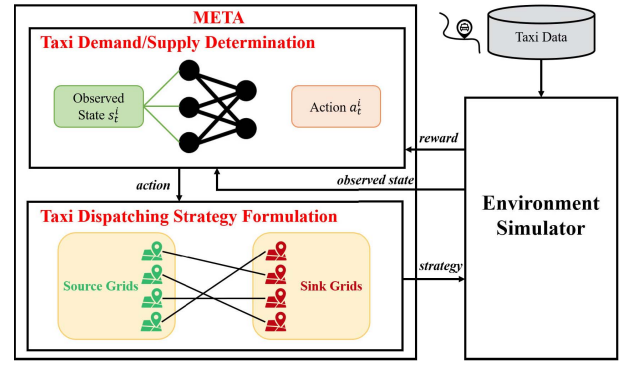 META
Taxi Demand/Supply Determination
Observed
State $s_t^i$
Action $a_t^i$
Taxi Data
reward
observed state
action
Taxi Dispatching Strategy Formulation
Source Grids
Sink Grids
strategy
Environment
Simulator